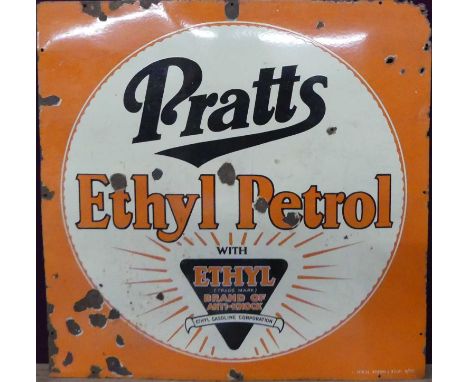 Pratts
Ethyl Petrol
WITH
ETHYL
(TRADE MARK)
BRAND OF
ANTI-KNOCK
ETHYL GASOLINE CORPORATION